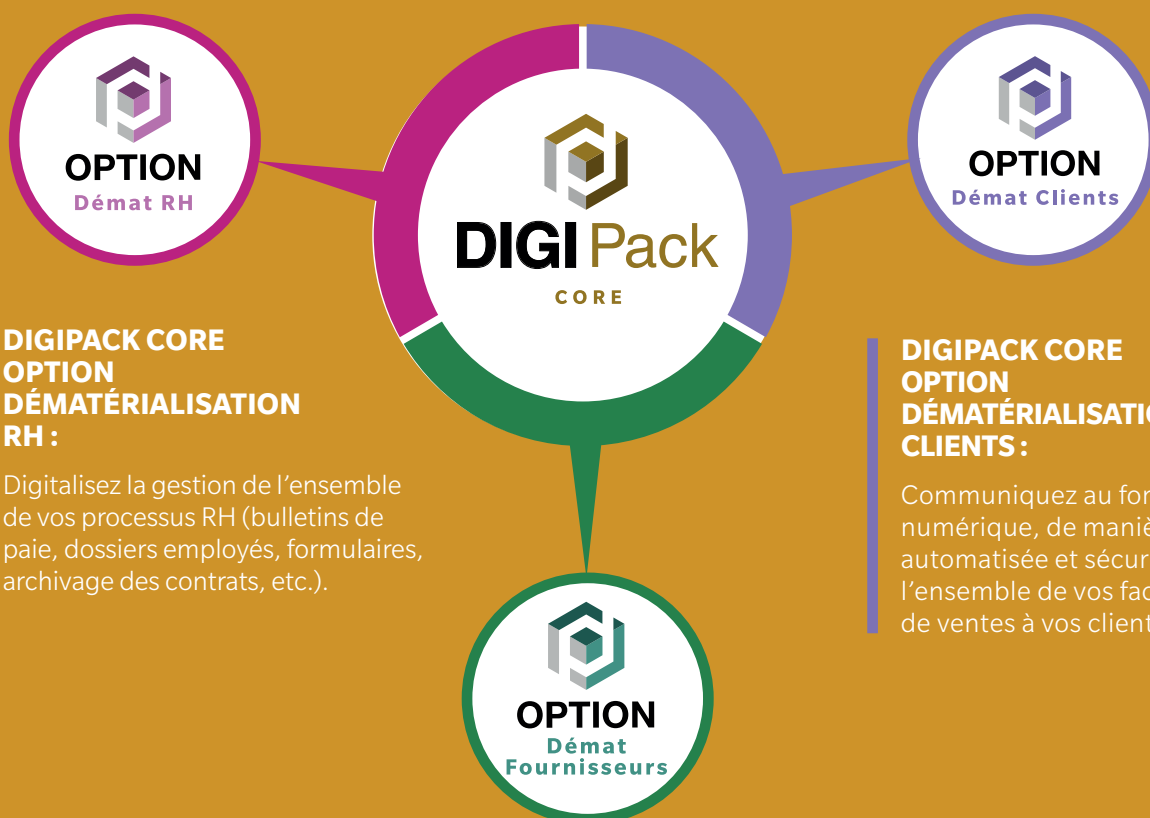 OPTION
Démat RH
DIGI Pack
CORE
OPTION
Démat Clients
DIGIPACK CORE
OPTION
DÉMATÉRIALISATION
RH :
Digitalisez la gestion de l’ensemble
de vos processus RH (bulletins de
paie, dossiers employés, formulaires,
archivage des contrats, etc.).
DIGIPACK CORE
OPTION
CLIENTS :
Communiquez au
numérique, de
automatisée et
l’ensemble de vos
de ventes à vos
OPTION
Démat
Fournisseurs